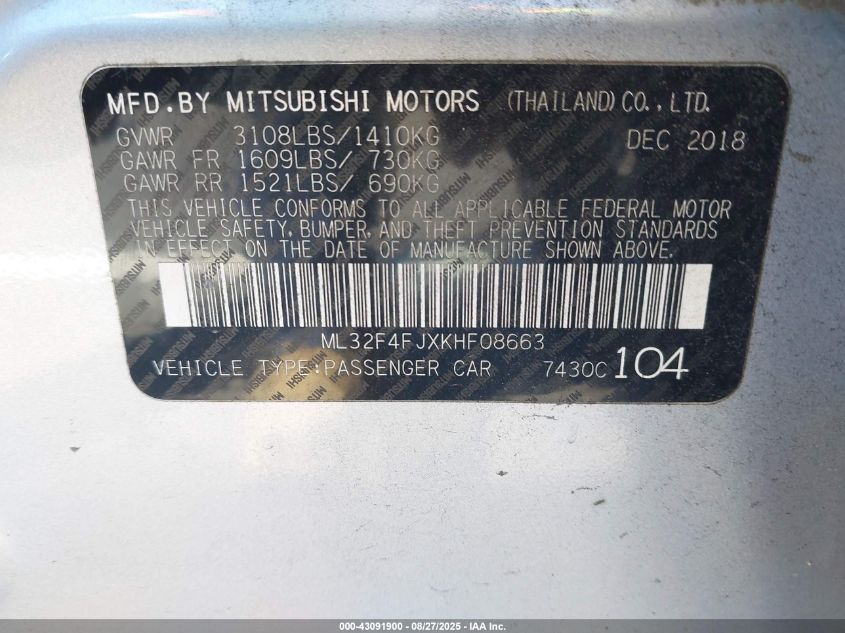 MFD.BY MITSUBISHI MOTORS (THAILAND) CO., LTD.
GVWR 3108LBS/1410KG DEC 2018
GAWR FR 1609LBS/ 730KG
GAWR RR 1521LBS/ 690KG
THIS VEHICLE CONFORMS TO ALL APPLICABLE FEDERAL MOTOR
VEHICLE SAFETY, BUMPER, AND THEFT PREVENTION STANDARDS
IN EFFECT ON THE DATE OF MANUFACTURE SHOWN ABOVE.
ML32F4FJXKHF08663
VEHICLE TYPE:PASSENGER CAR 7430C 104
000-43091900 - 08/27/2025 - IAA Inc.